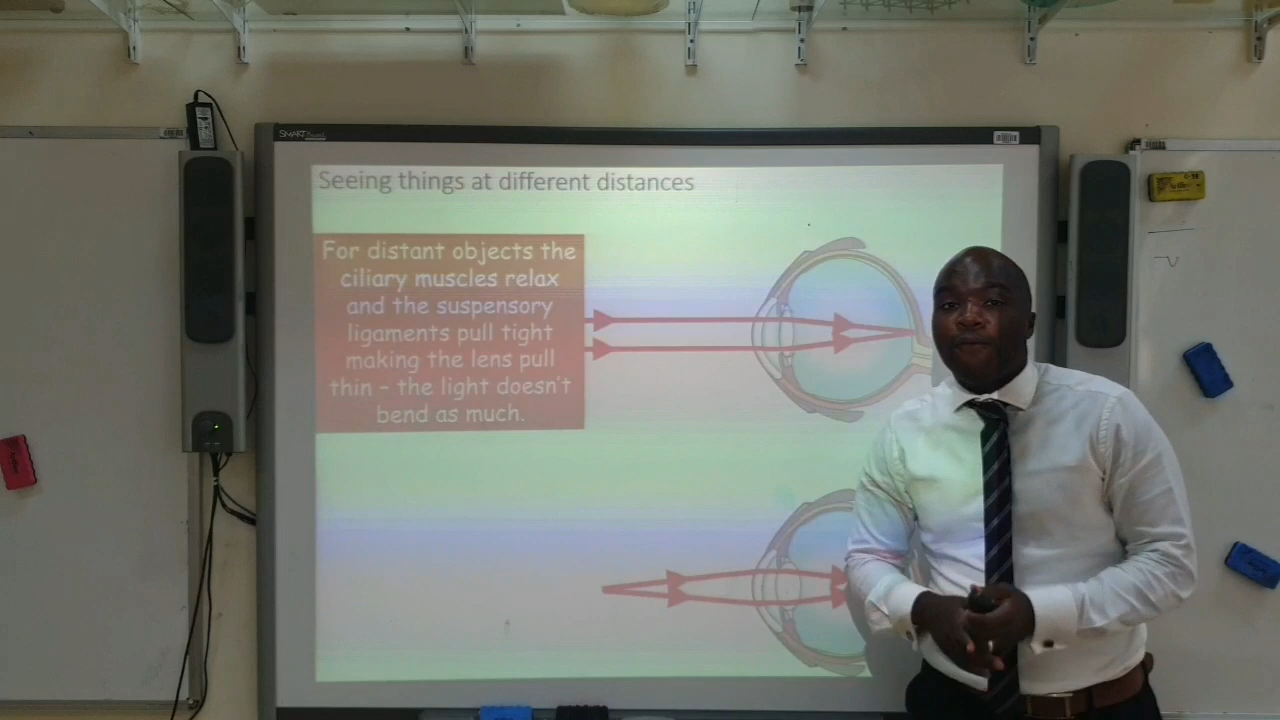 SMART
Seeing things at different distances
For distant objects the
ciliary muscles relax
and the suspensory
ligaments pull tight
making the lens pull
thin – the light doesn't
bend as much.